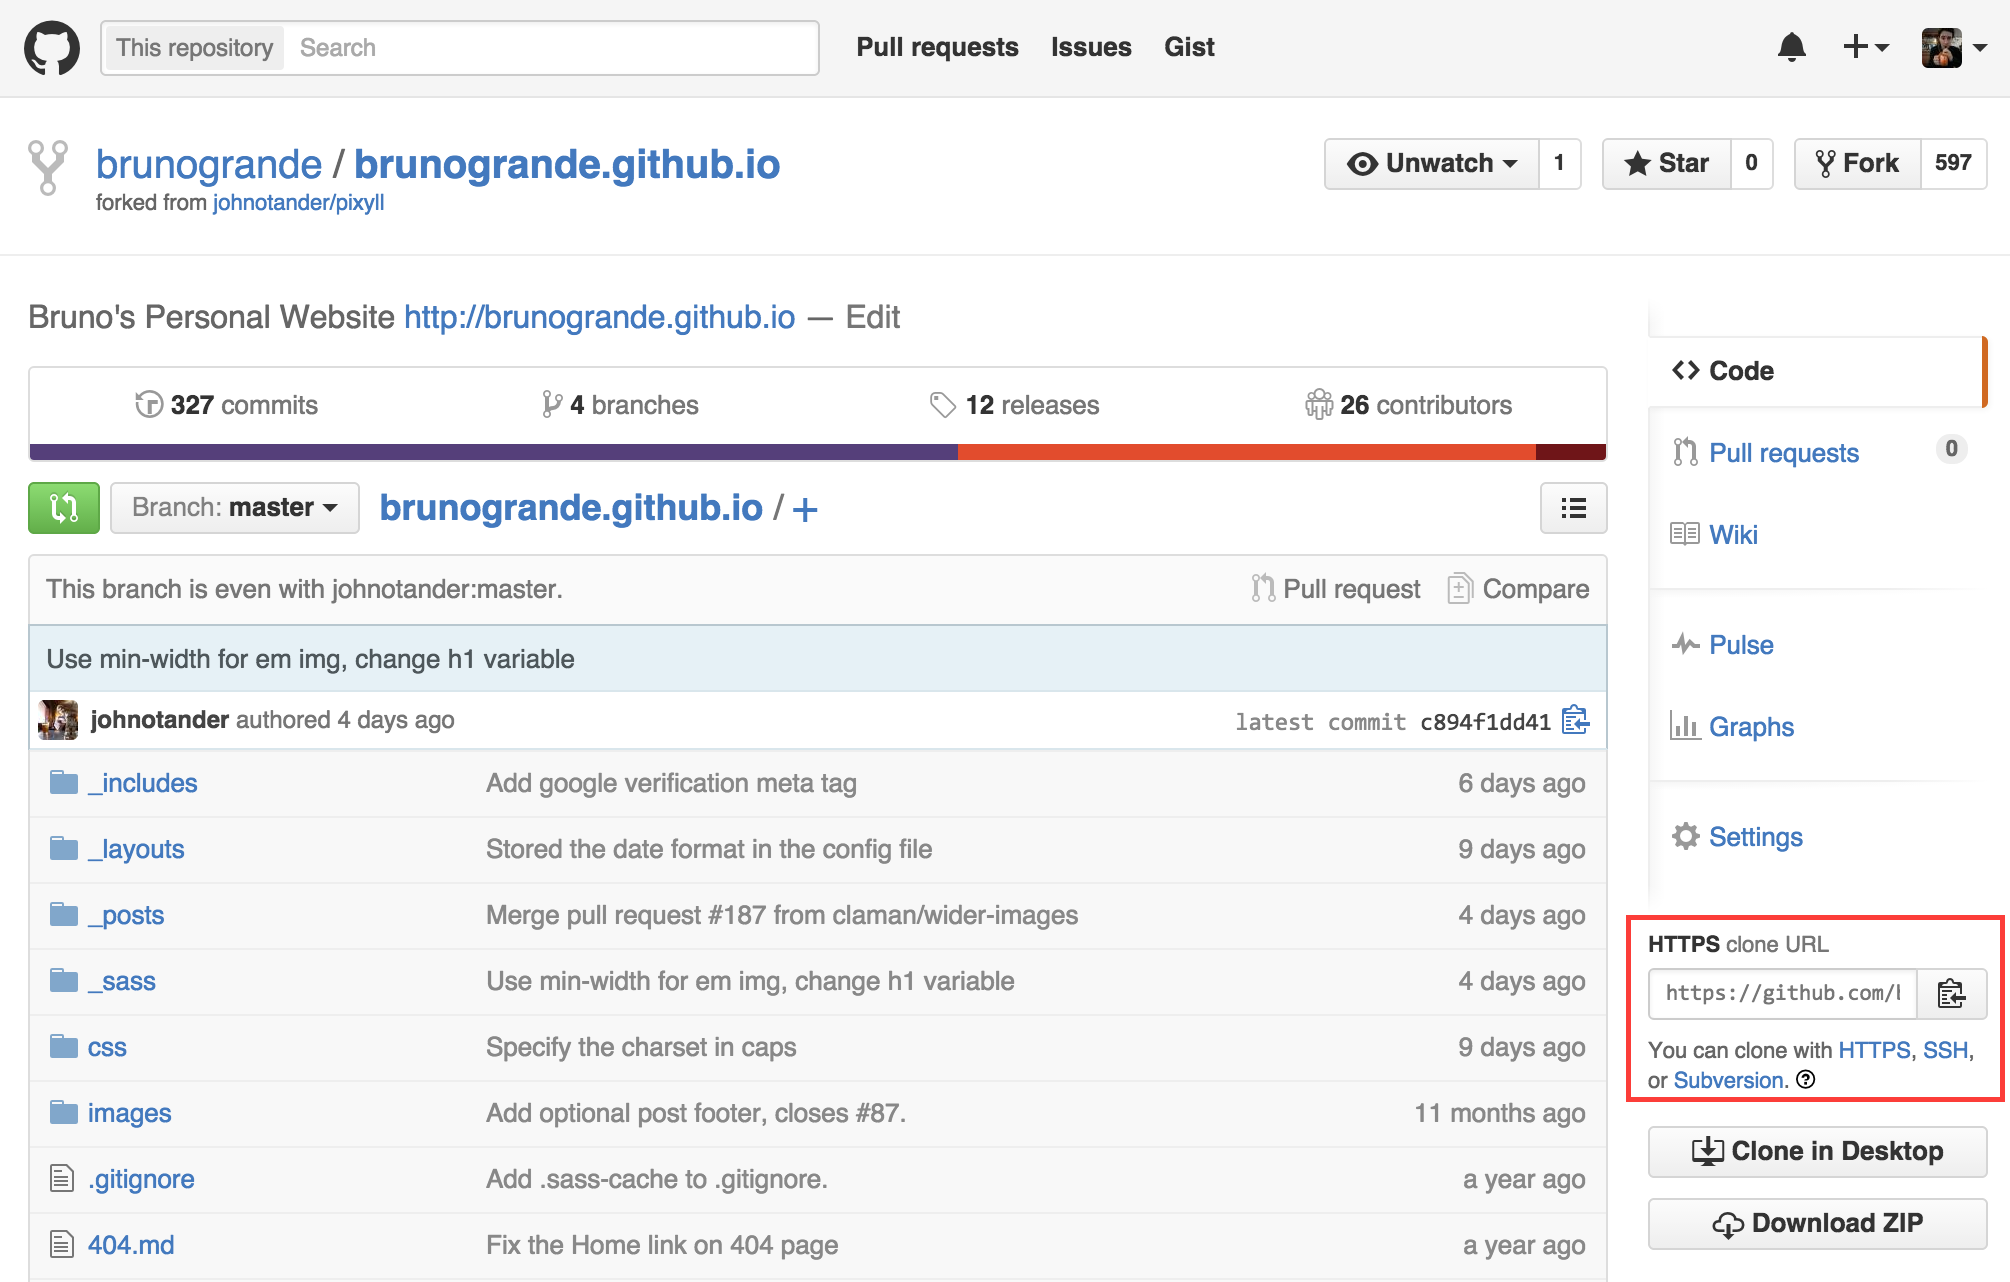 This repository Search Pull requests Issues Gist
brunogrande / brunogrande.github.io
forked from johnotander/pixyll
Unwatch 1 Star 0 Fork 597
Bruno's Personal Website http://brunogrande.github.io — Edit
327 commits 4 branches 12 releases 26 contributors
Branch: master brunogrande.github.io / +
This branch is even with johnotander:master. Pull request Compare
Use min-width for em img, change h1 variable
johnotander authored 4 days ago latest commit c894f1dd41
_includes Add google verification meta tag 6 days ago
_layouts Stored the date format in the config file 9 days ago
_posts Merge pull request #187 from claman/wider-images 4 days ago
_sass Use min-width for em img, change h1 variable 4 days ago
css Specify the charset in caps 9 days ago
images Add optional post footer, closes #87. 11 months ago
.gitignore Add .sass-cache to .gitignore. a year ago
404.md Fix the Home link on 404 page a year ago
Code
Pull requests 0
Wiki
Pulse
Graphs
Settings
HTTPS clone URL
https://github.com/
You can clone with HTTPS, SSH,
or Subversion.
Clone in Desktop
Download ZIP